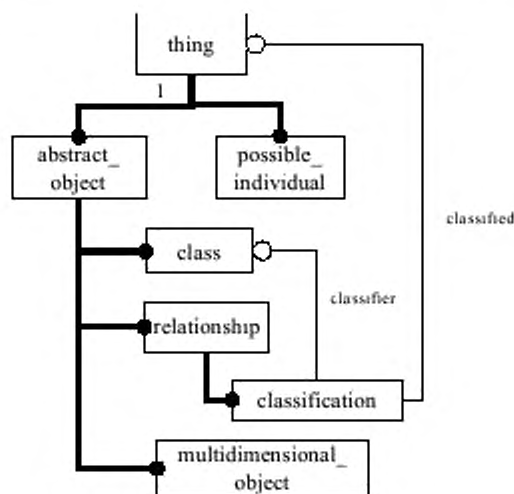 thing
1
abstract_
object
possible_
individual
classified
class
classifier
relationship
classification
multidimensional_
object